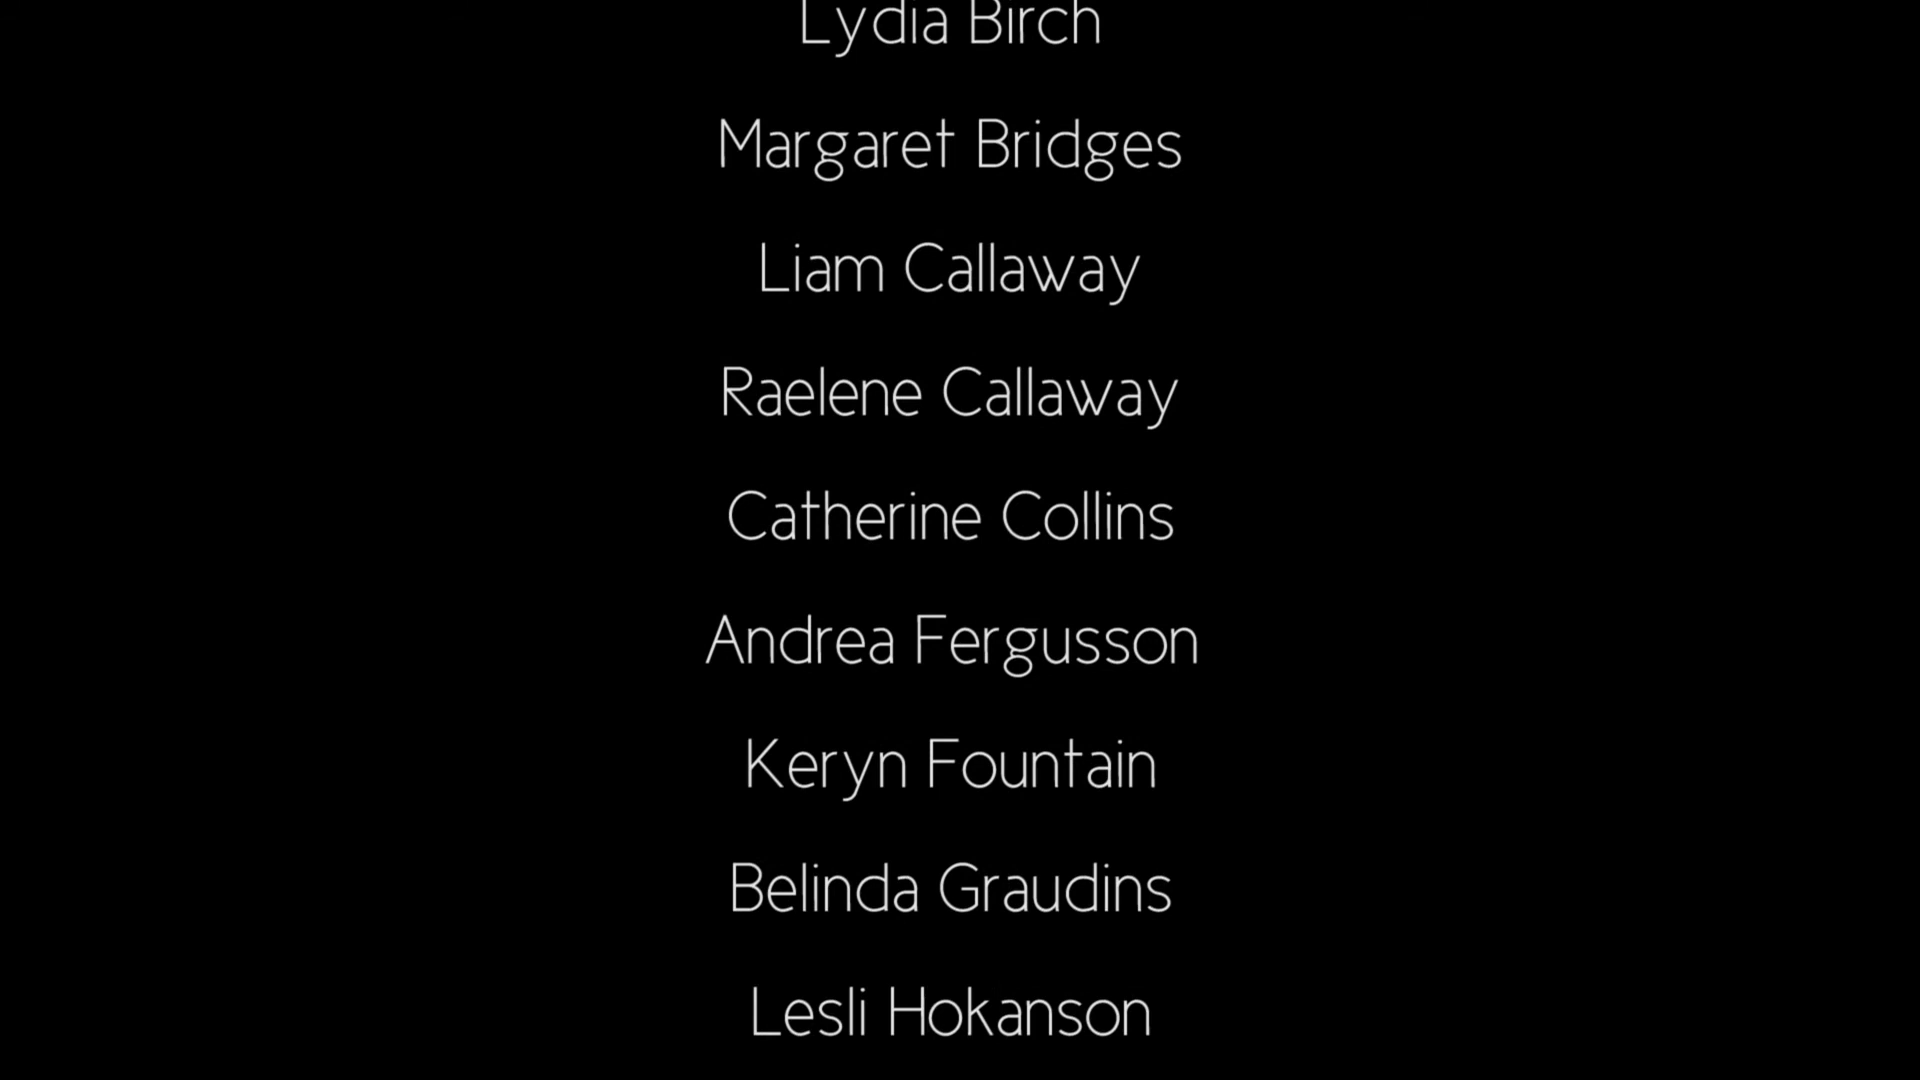 Lydia Birch
Margaret Bridges
Liam Callaway
Raelene Callaway
Catherine Collins
Andrea Fergusson
Keryn Fountain
Belinda Graudins
Lesli Hokanson